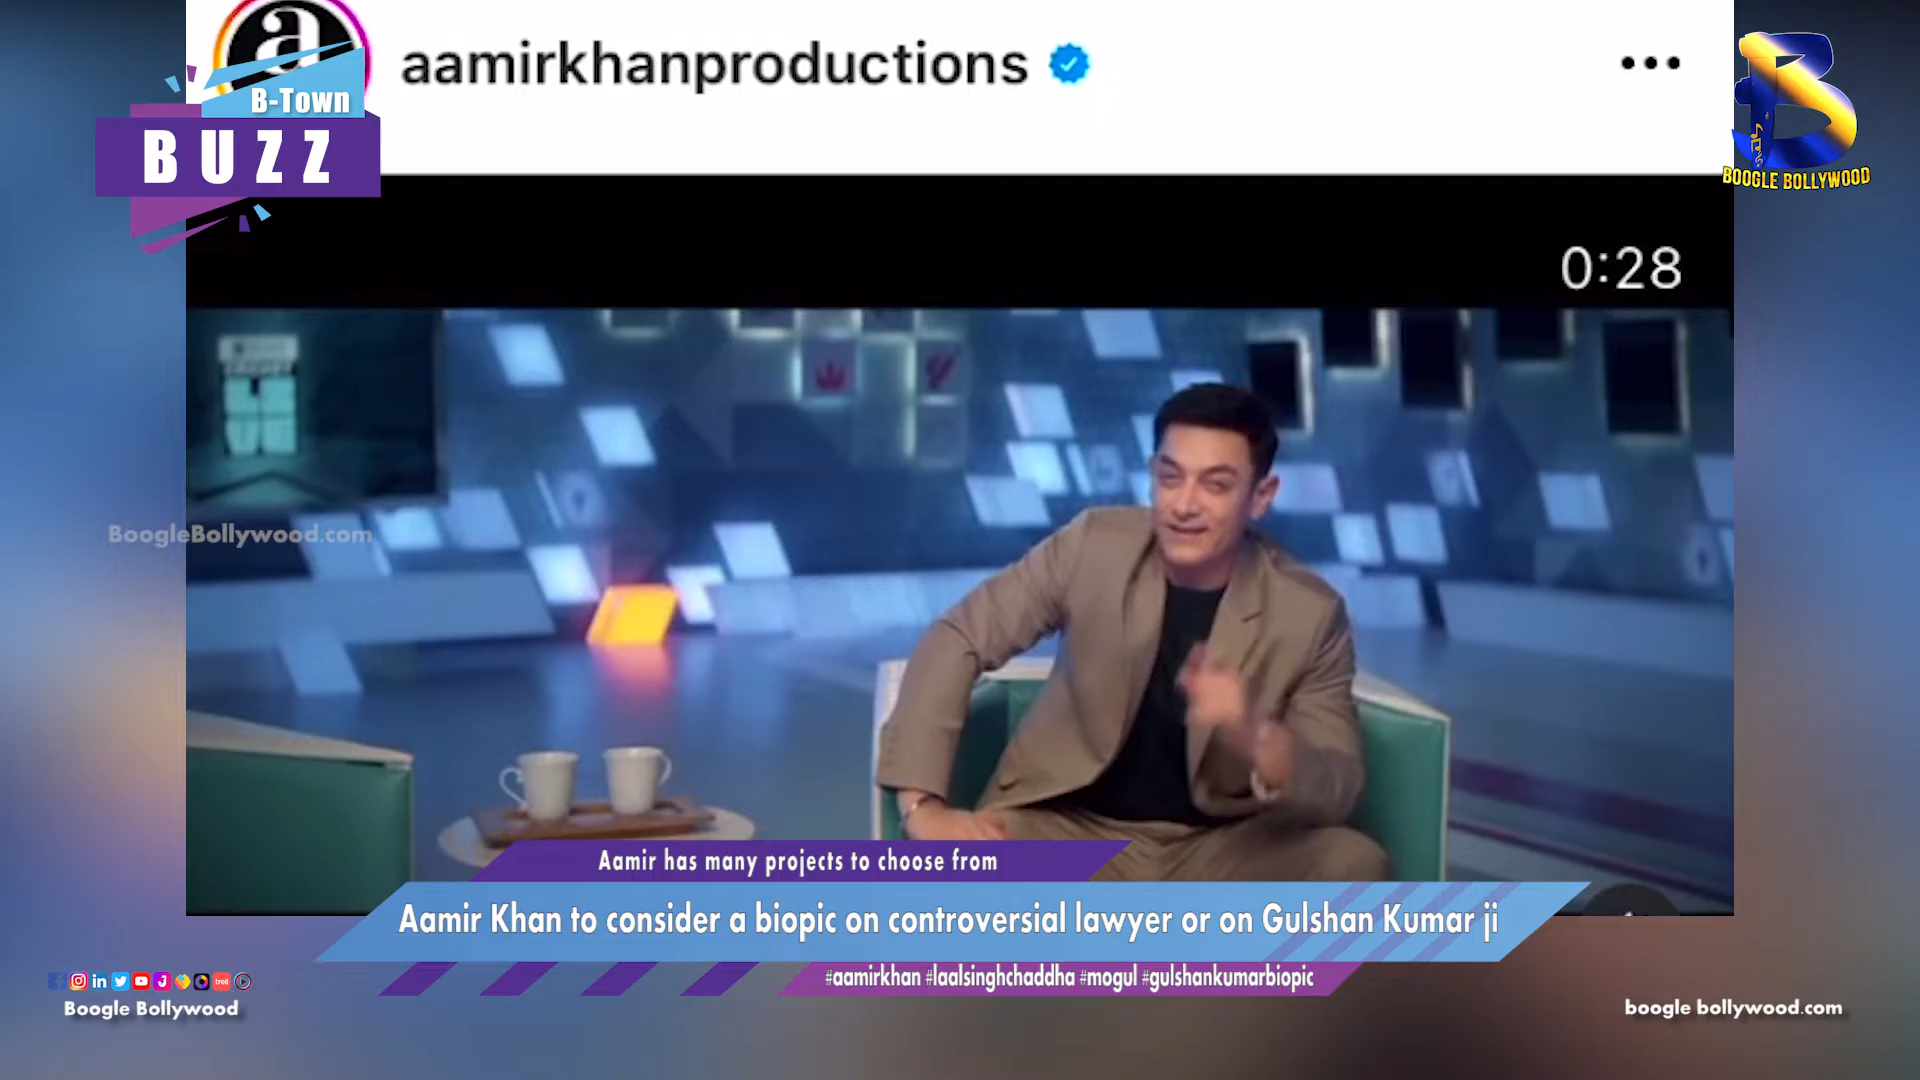 aamirkhanproductions
B-Town
BUZZ
BOOGLE BOLLYWOOD
0:28
BoogleBollywood.com
Aamir has many projects to choose from
Aamir Khan to consider a biopic on controversial lawyer or on Gulshan Kumar ji
#aamirkhan #laalsinghchaddha #mogul #gulshankumarbiopic
Boogle Bollywood
boogle bollywood.com